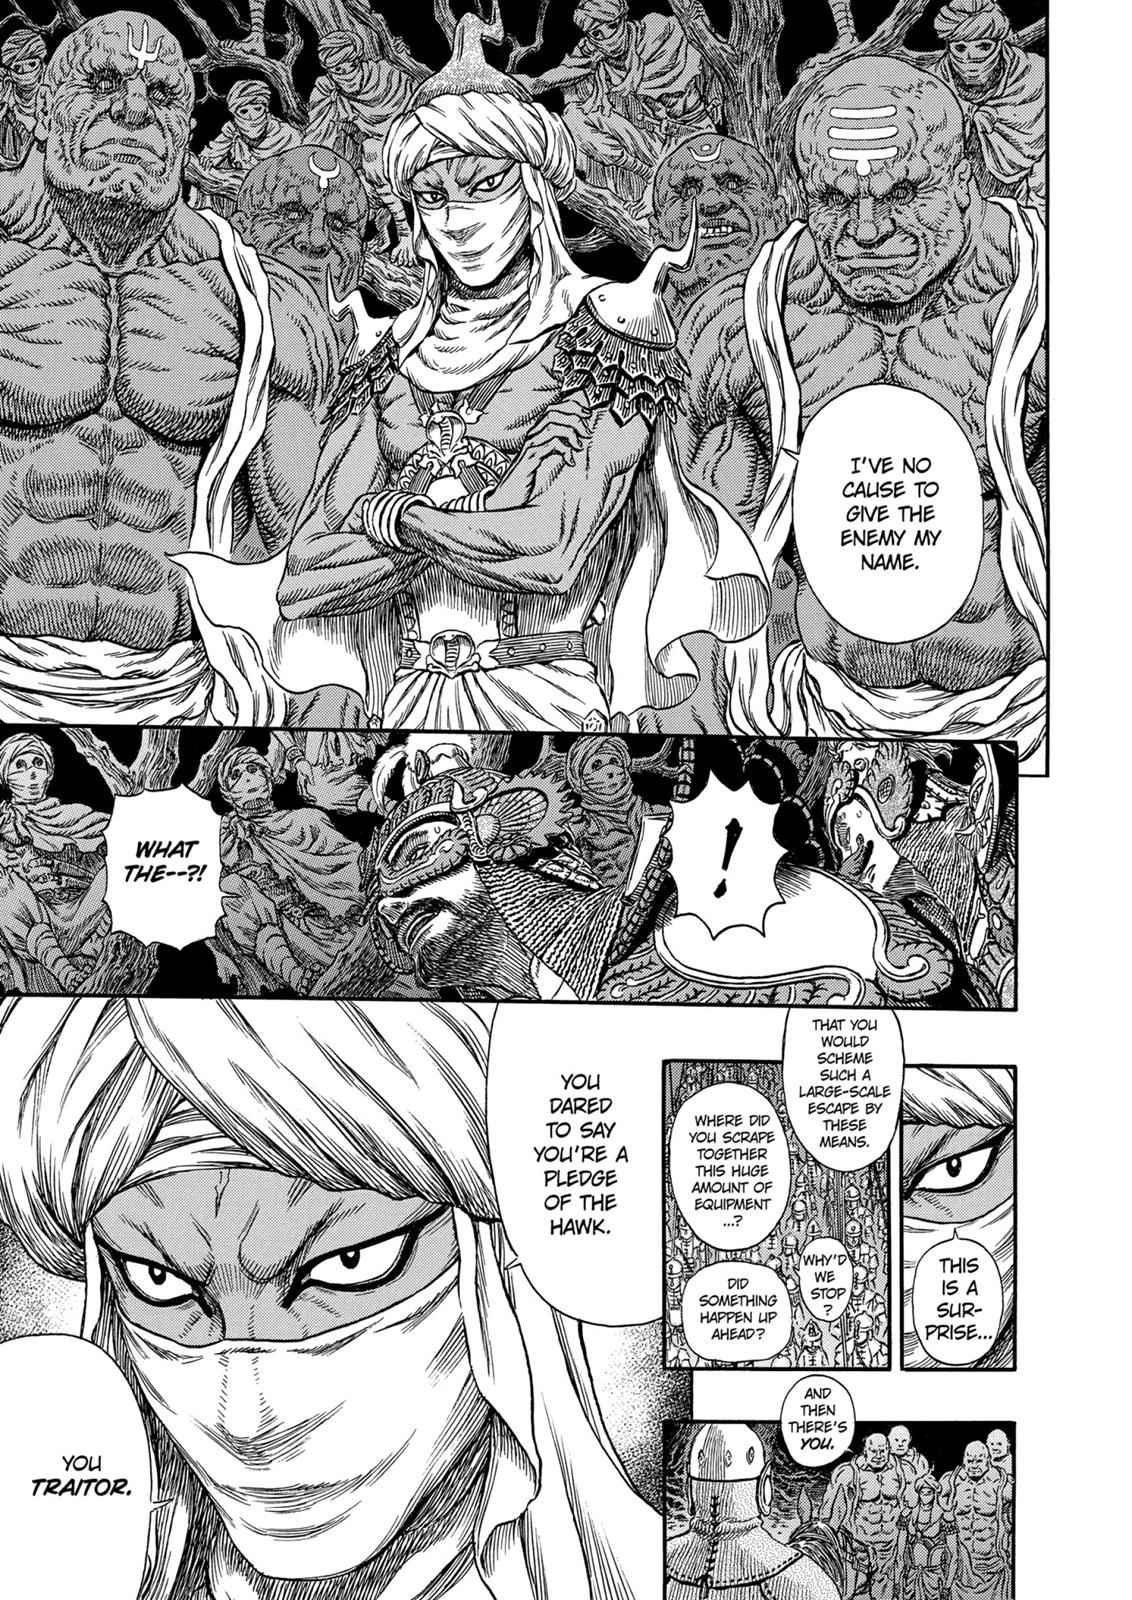 I'VE NO
CAUSE TO
GIVE THE
ENEMY MY
NAME.
!
WHAT
THE--?!
THIS
IS A
SUR-
PRISE...
THAT YOU
WOULD
SCHEME
SUCH A
LARGE-SCALE
ESCAPE BY
THESE
MEANS.
WHY'D
WE
STOP
?
WHERE DID
YOU SCRAPE
TOGETHER
THIS HUGE
AMOUNT OF
EQUIPMENT
...?
DID
SOMETHING
HAPPEN UP
AHEAD?
AND
THEN
THERE'S
YOU.
YOU
DARED
TO SAY
YOU'RE A
PLEDGE
OF THE
HAWK.
YOU
TRAITOR.